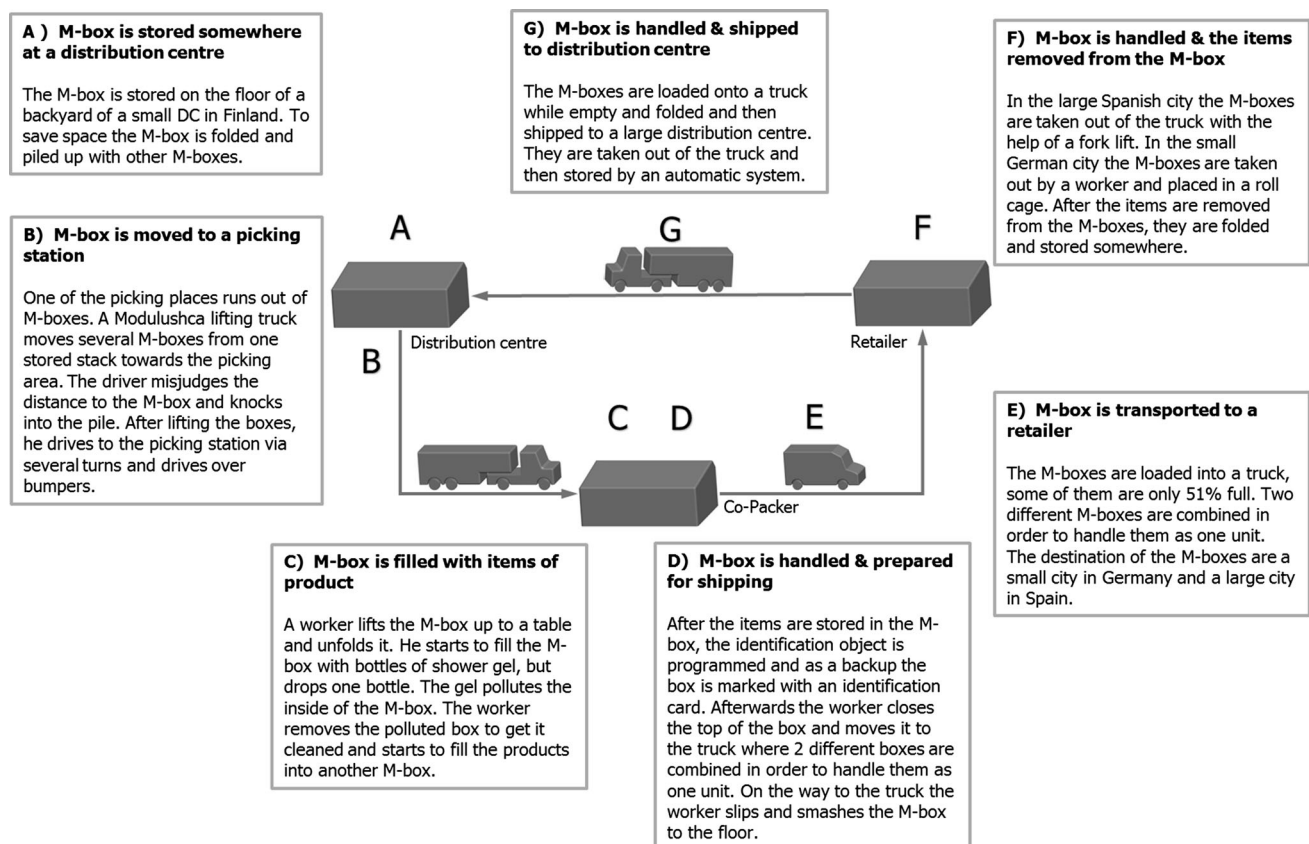 A ) M-box is stored somewhere
at a distribution centre
The M-box is stored on the floor of a
backyard of a small DC in Finland. To
save space the M-box is folded and
piled up with other M-boxes.
G) M-box is handled & shipped
to distribution centre
The M-boxes are loaded onto a truck
while empty and folded and then
shipped to a large distribution centre.
They are taken out of the truck and
then stored by an automatic system.
F) M-box is handled & the items
removed from the M-box
In the large Spanish city the M-boxes
are taken out of the truck with the
help of a fork lift. In the small
German city the M-boxes are taken
out by a worker and placed in a roll
cage. After the items are removed
from the M-boxes, they are folded
and stored somewhere.
B) M-box is moved to a picking
station
One of the picking places runs out of
M-boxes. A Modulushca lifting truck
moves several M-boxes from one
stored stack towards the picking
area. The driver misjudges the
distance to the M-box and knocks
into the pile. After lifting the boxes,
he drives to the picking station via
several turns and drives over
bumpers.
A
G
F
Distribution centre
Retailer
B
C
D
E
Co-Packer
E) M-box is transported to a
retailer
The M-boxes are loaded into a truck,
some of them are only 51% full. Two
different M-boxes are combined in
order to handle them as one unit.
The destination of the M-boxes are a
small city in Germany and a large city
in Spain.
C) M-box is filled with items of
product
A worker lifts the M-box up to a table
and unfolds it. He starts to fill the M-
box with bottles of shower gel, but
drops one bottle. The gel pollutes the
inside of the M-box. The worker
removes the polluted box to get it
cleaned and starts to fill the products
into another M-box.
D) M-box is handled & prepared
for shipping
After the items are stored in the M-
box, the identification object is
programmed and as a backup the
box is marked with an identification
card. Afterwards the worker closes
the top of the box and moves it to
the truck where 2 different boxes are
combined in order to handle them as
one unit. On the way to the truck the
worker slips and smashes the M-box
to the floor.